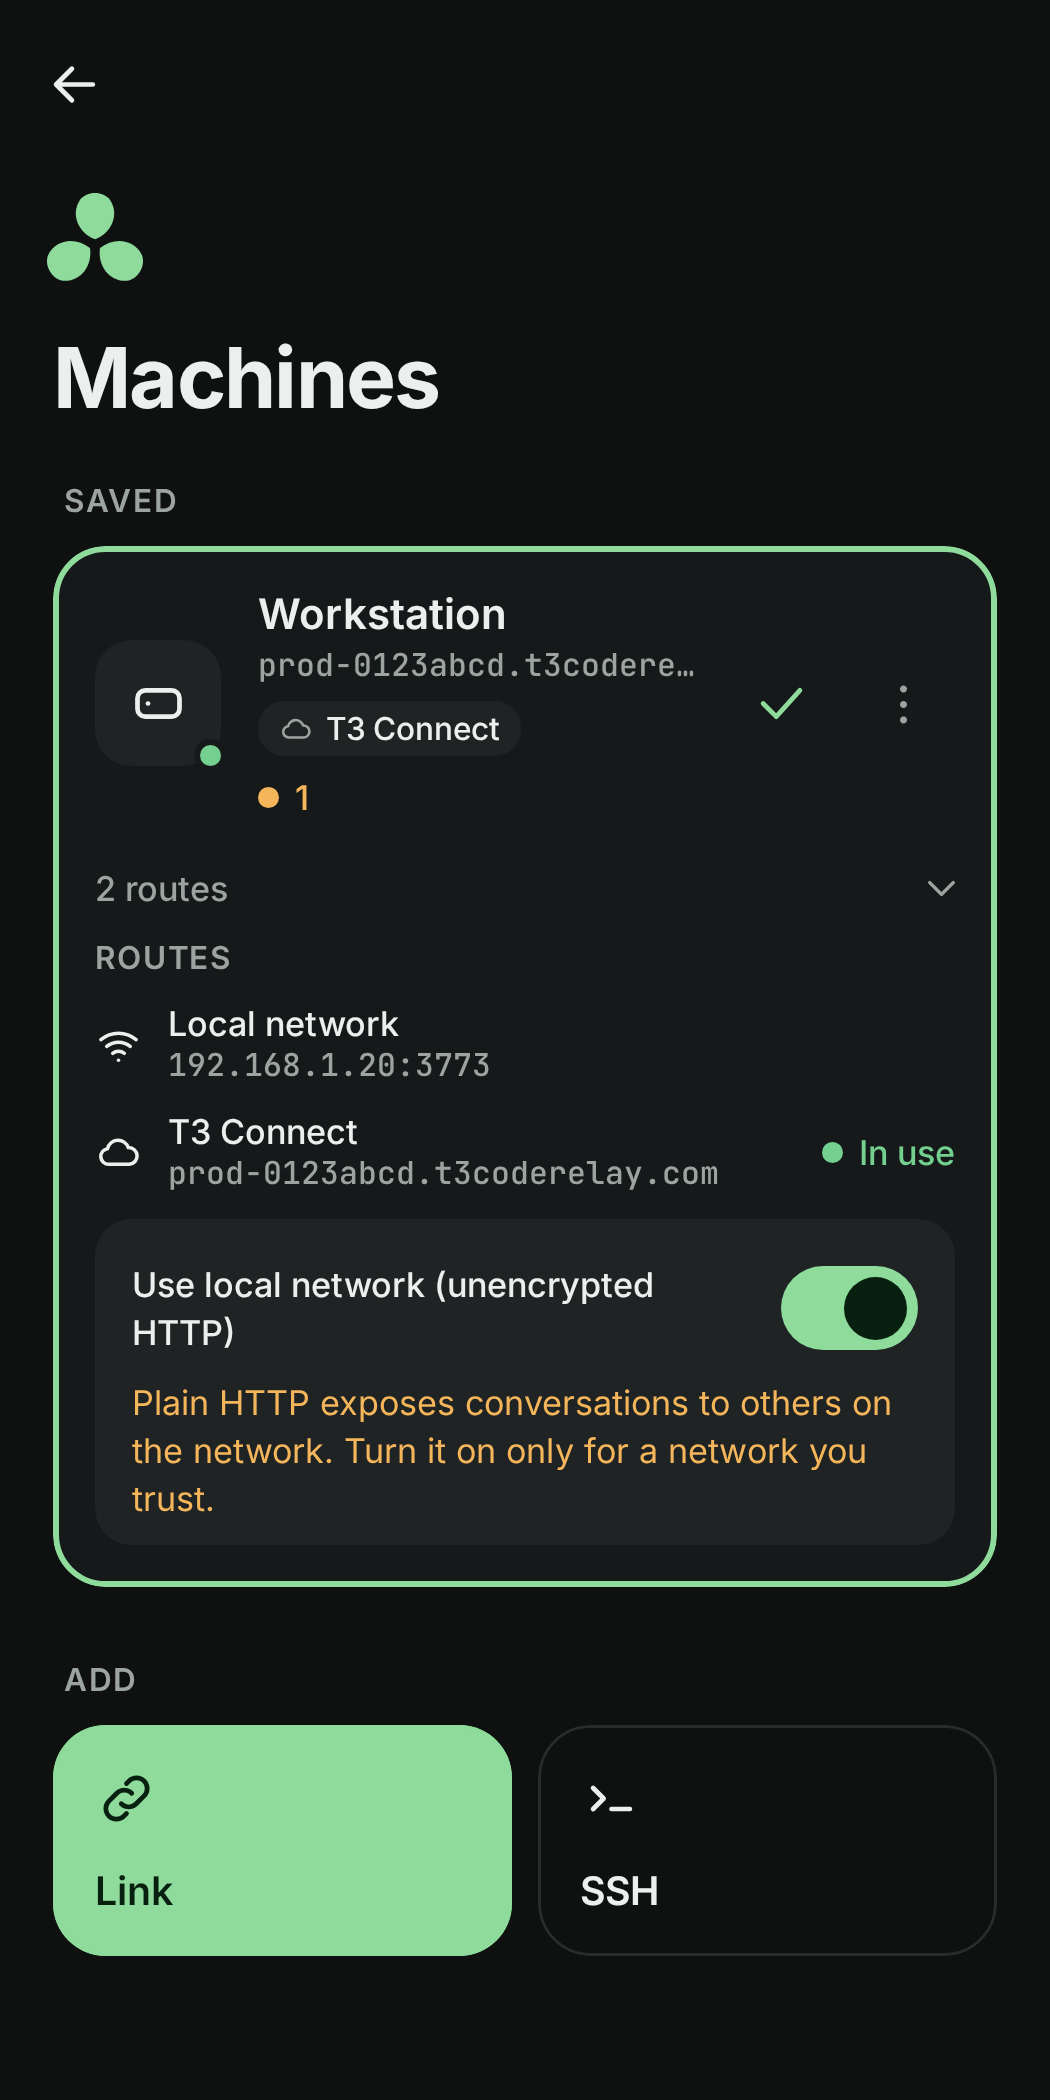 Machines
SAVED
Workstation
prod-0123abcd.t3codere…
T3 Connect
1
2 routes
ROUTES
Local network
192.168.1.20:3773
T3 Connect
prod-0123abcd.t3coderelay.com
In use
Use local network (unencrypted
HTTP)
Plain HTTP exposes conversations to others on
the network. Turn it on only for a network you
trust.
ADD
Link
SSH